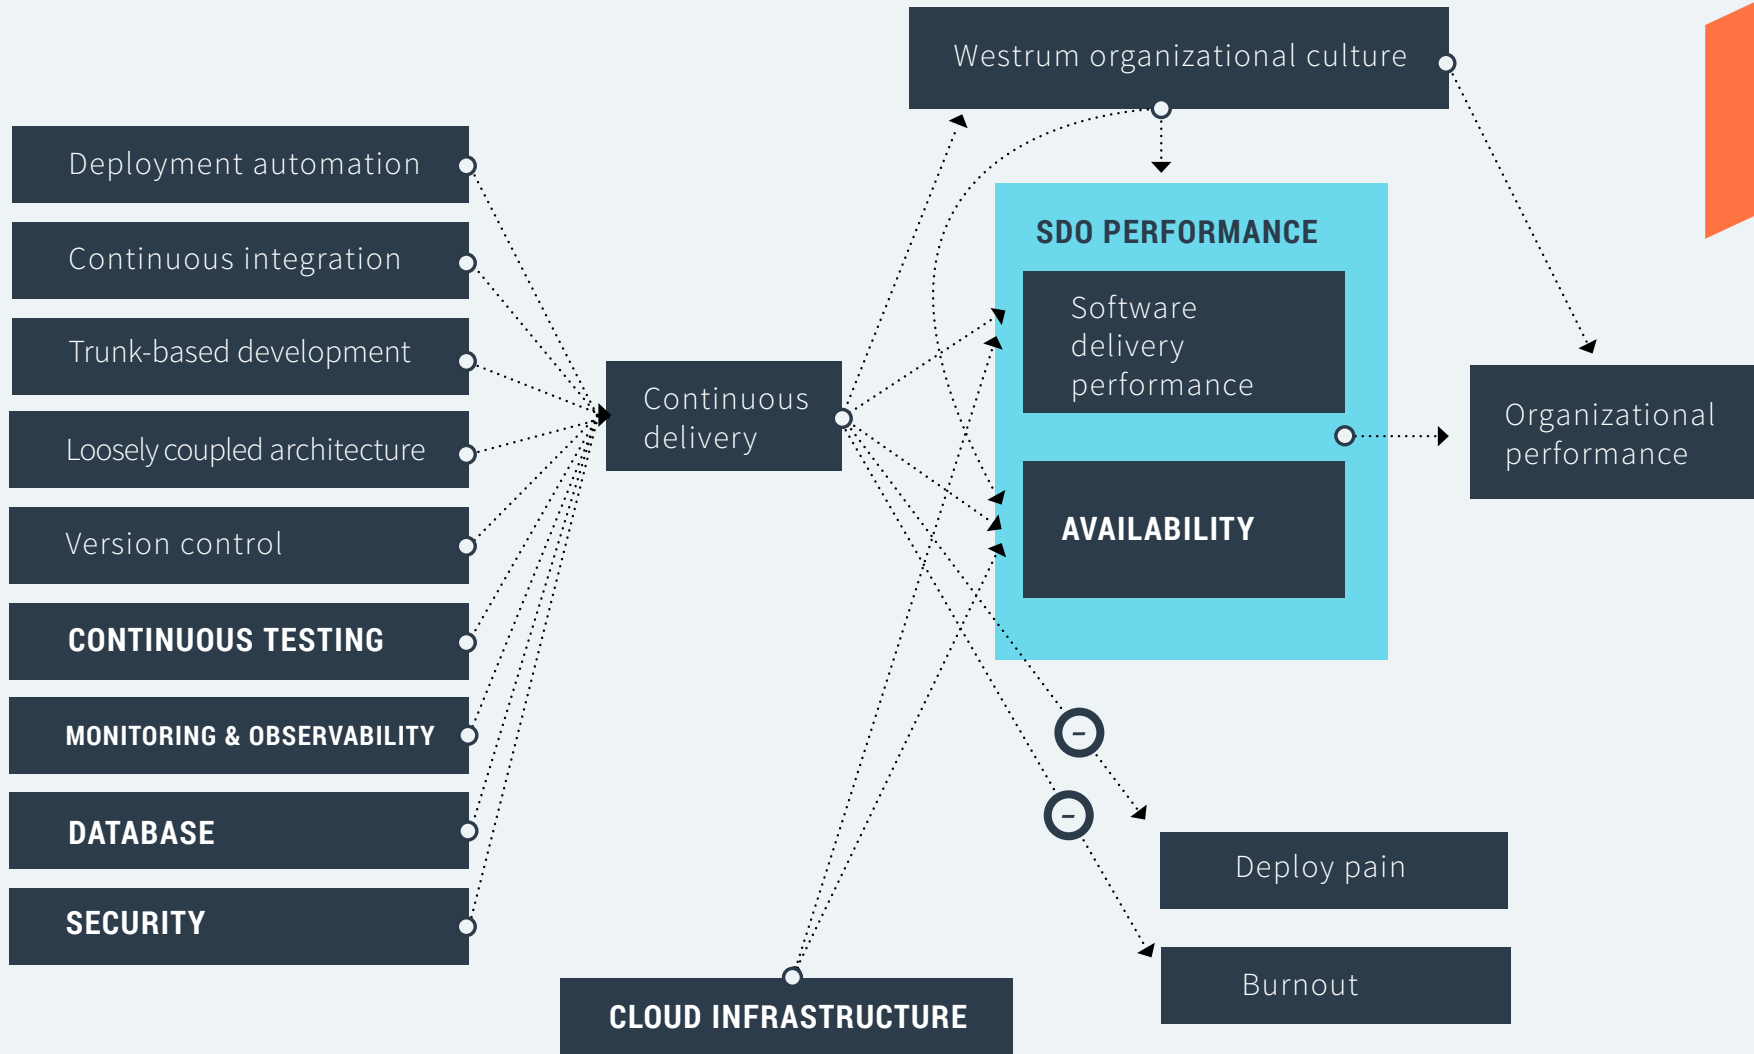 Westrum organizational culture
Deployment automation
Continuous integration
Trunk-based development
Loosely coupled architecture
Version control
CONTINUOUS TESTING
MONITORING & OBSERVABILITY
DATABASE
SECURITY
Continuous
delivery
SDO PERFORMANCE
Software
delivery
performance
AVAILABILITY
Organizational
performance
–
–
Deploy pain
Burnout
CLOUD INFRASTRUCTURE